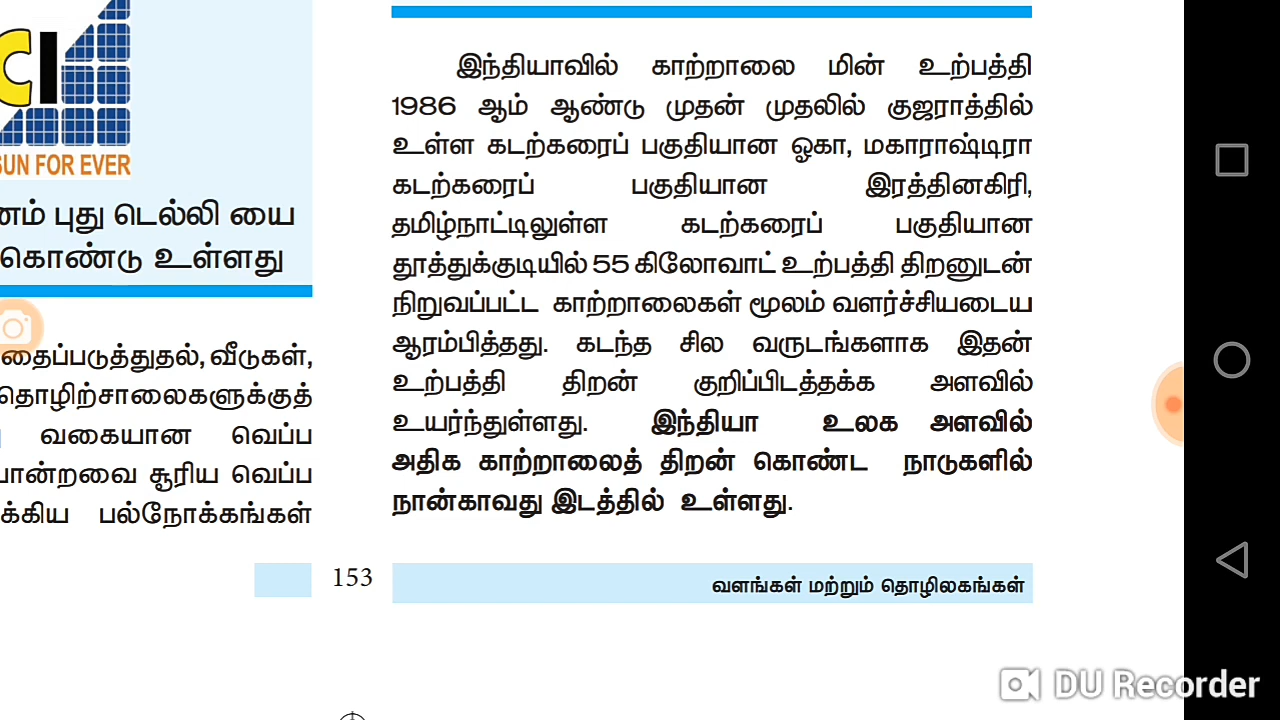 CI
SUN FOR EVER
னம் புது டெல்லி யை
கொண்டு உள்ளது
தைப்படுத்துதல், வீடுகள்,
தொழிற்சாலைகளுக்குத்
வகையான வெப்ப
போன்றவை சூரிய வெப்ப
க்கிய பல்நோக்கங்கள்
இந்தியாவில் காற்றாலை மின் உற்பத்தி
1986 ஆம் ஆண்டு முதன் முதலில் குஜராத்தில்
உள்ள கடற்கரைப் பகுதியான ஓகா, மகாராஷ்டிரா
கடற்கரைப் பகுதியான இரத்தினகிரி,
தமிழ்நாட்டிலுள்ள கடற்கரைப் பகுதியான
தூத்துக்குடியில் 55 கிலோவாட் உற்பத்தி திறனுடன்
நிறுவப்பட்ட காற்றாலைகள் மூலம் வளர்ச்சியடைய
ஆரம்பித்தது. கடந்த சில வருடங்களாக இதன்
உற்பத்தி திறன் குறிப்பிடத்தக்க அளவில்
உயர்ந்துள்ளது. இந்தியா உலக அளவில்
அதிக காற்றாலைத் திறன் கொண்ட நாடுகளில்
நான்காவது இடத்தில் உள்ளது.
153
வளங்கள் மற்றும் தொழிலகங்கள்
DU Recorder